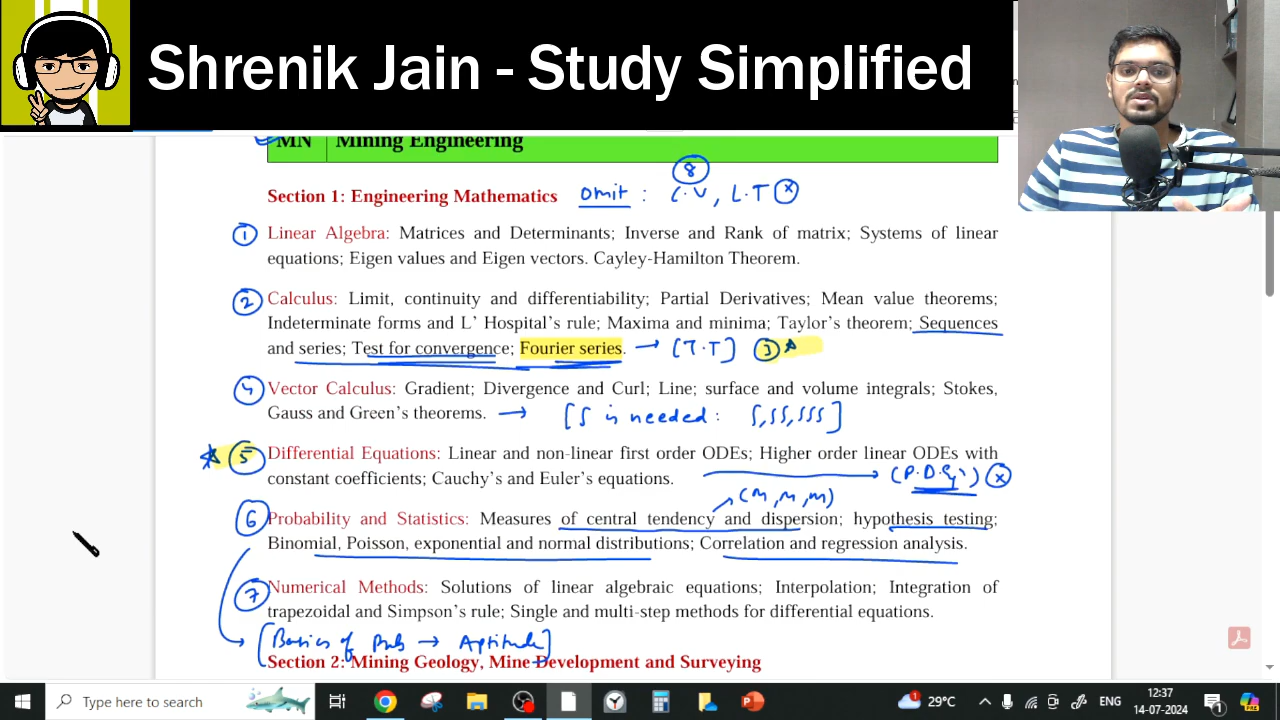 Shrenik Jain - Study Simplified
MN Mining Engineering
8
Section 1: Engineering Mathematics Omit : C.V, L.T x
1 Linear Algebra: Matrices and Determinants; Inverse and Rank of matrix; Systems of linear
equations; Eigen values and Eigen vectors. Cayley-Hamilton Theorem.
2 Calculus: Limit, continuity and differentiability; Partial Derivatives; Mean value theorems;
Indeterminate forms and L’ Hospital’s rule; Maxima and minima; Taylor’s theorem; Sequences
and series; Test for convergence; Fourier series. → [T.T] 3
4 Vector Calculus: Gradient; Divergence and Curl; Line; surface and volume integrals; Stokes,
Gauss and Green’s theorems. → [∫ is needed: ∫, ∫∫, ∫∫∫]
5 Differential Equations: Linear and non-linear first order ODEs; Higher order linear ODEs with
constant coefficients; Cauchy’s and Euler’s equations. → (P.D.E's) x
(M, M, M)
6 Probability and Statistics: Measures of central tendency and dispersion; hypothesis testing;
Binomial, Poisson, exponential and normal distributions; Correlation and regression analysis.
7 Numerical Methods: Solutions of linear algebraic equations; Interpolation; Integration of
trapezoidal and Simpson’s rule; Single and multi-step methods for differential equations.
[Basics of Prob → Aptitude]
Section 2: Mining Geology, Mine Development and Surveying
Type here to search
1
29°C
ENG
12:37
14-07-2024
1